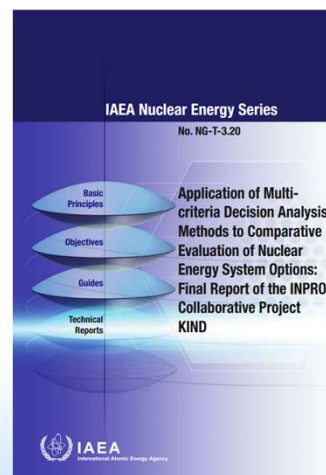 IAEA Nuclear Energy Series
No. NG-T-3.20
Basic
Principles
Objectives
Guides
Technical
Reports
Application of Multi-
criteria Decision Analysis
Methods to Comparative
Evaluation of Nuclear
Energy System Options:
Final Report of the INPRO
Collaborative Project
KIND
IAEA
International Atomic Energy Agency